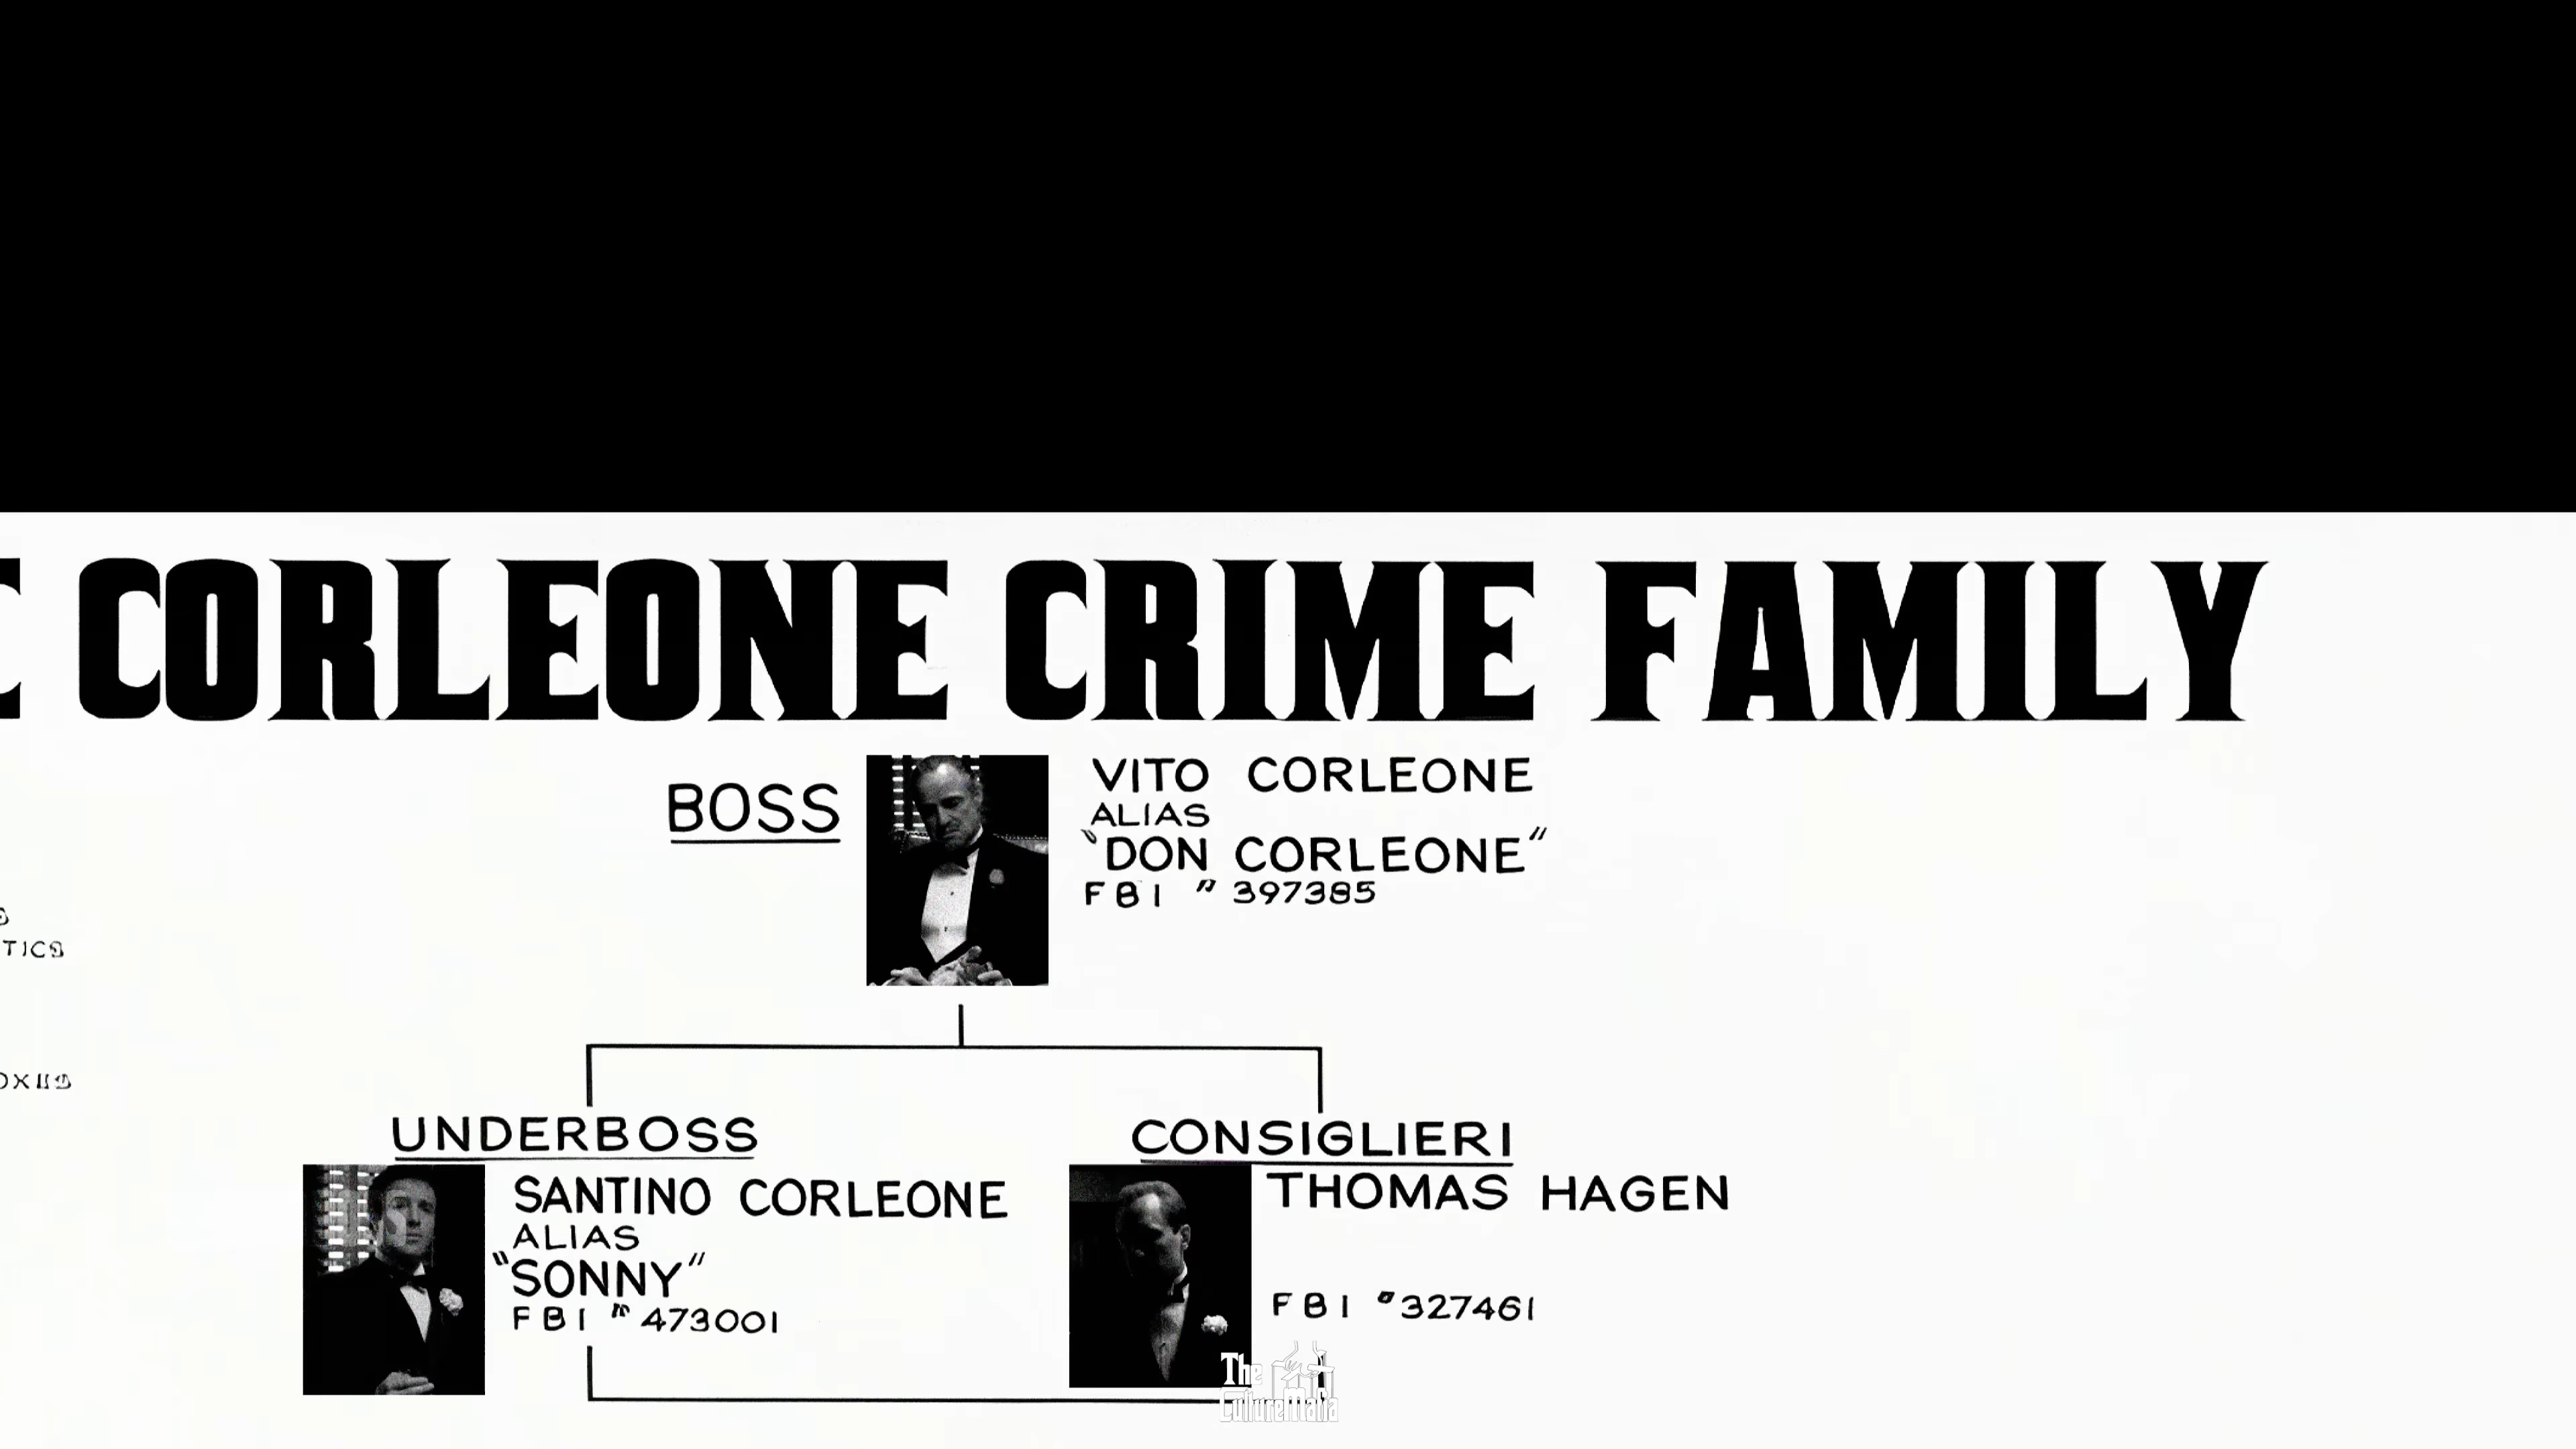 CORLEONE CRIME FAMILY
BOSS
VITO CORLEONE
ALIAS
"DON CORLEONE"
FBI # 397385
TICS
UNDERBOSS
SANTINO CORLEONE
ALIAS
"SONNY"
FBI # 473001
CONSIGLIERI
THOMAS HAGEN
FBI # 327461
The
CultureMafia